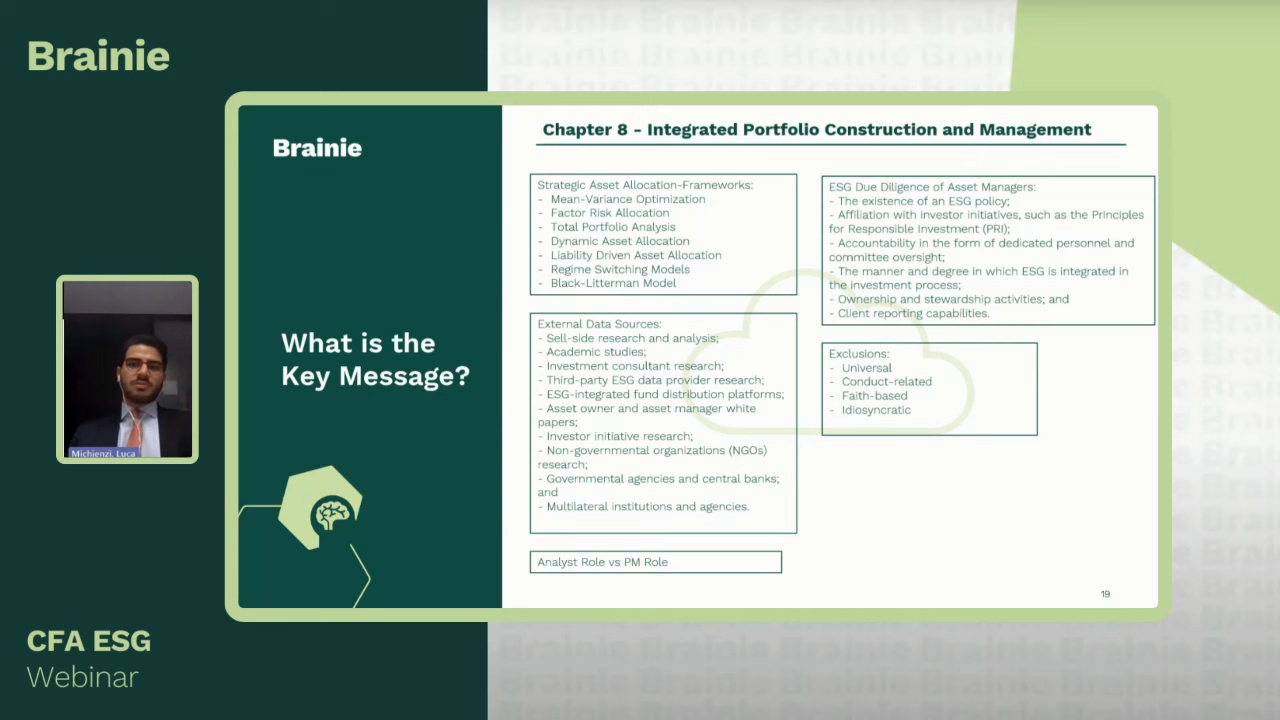 Brainie
Brainie
Chapter 8 - Integrated Portfolio Construction and Management
What is the
Key Message?
Strategic Asset Allocation-Frameworks:
- Mean-Variance Optimization
- Factor Risk Allocation
- Total Portfolio Analysis
- Dynamic Asset Allocation
- Liability Driven Asset Allocation
- Regime Switching Models
- Black-Litterman Model
External Data Sources:
- Sell-side research and analysis;
- Academic studies;
- Investment consultant research;
- Third-party ESG data provider research;
- ESG-integrated fund distribution platforms;
- Asset owner and asset manager white
papers;
- Investor initiative research;
- Non-governmental organizations (NGOs)
research;
- Governmental agencies and central banks;
and
- Multilateral institutions and agencies.
Analyst Role vs PM Role
ESG Due Diligence of Asset Managers:
- The existence of an ESG policy;
- Affiliation with investor initiatives, such as the Principles
for Responsible Investment (PRI);
- Accountability in the form of dedicated personnel and
committee oversight;
- The manner and degree in which ESG is integrated in
the investment process;
- Ownership and stewardship activities; and
- Client reporting capabilities.
Exclusions:
- Universal
- Conduct-related
- Faith-based
- Idiosyncratic
19
Michienzi, Luca
CFA ESG
Webinar